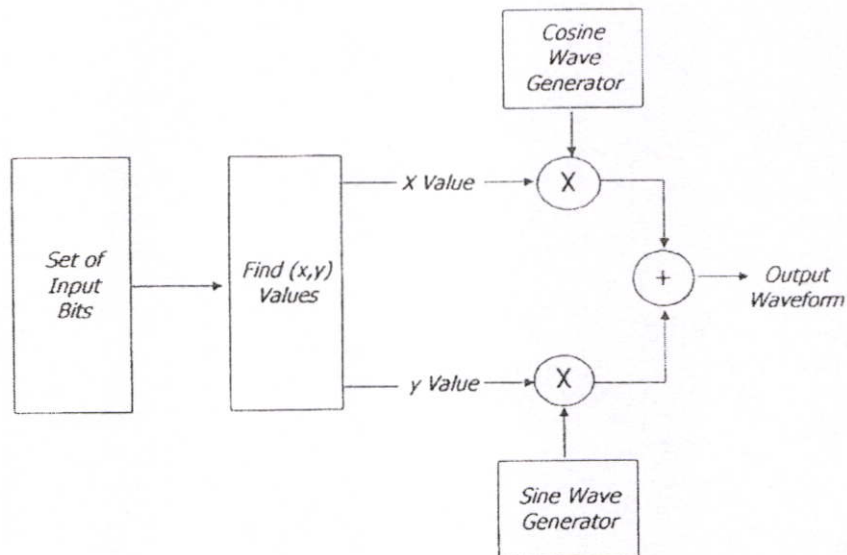 Cosine
Wave
Generator
X Value
X
Set of
Input
Bits
Find (x,y)
Values
+
Output
Waveform
y Value
X
Sine Wave
Generator